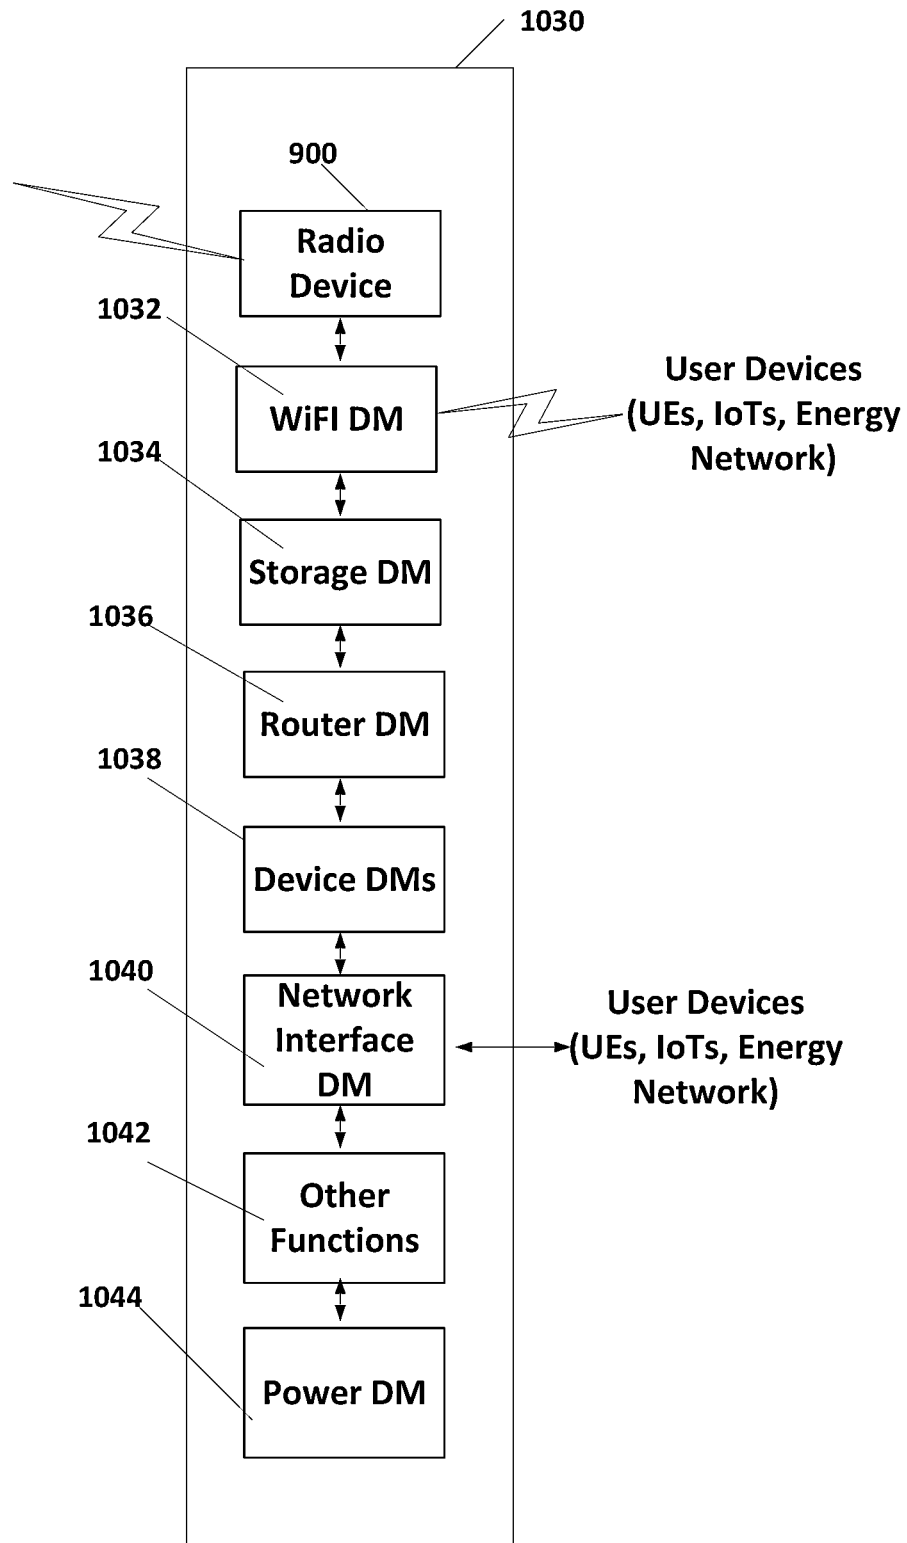 1030
900
Radio
Device
1032
WiFI DM
User Devices
(UEs, IoTs, Energy
Network)
1034
Storage DM
1036
Router DM
1038
Device DMs
1040
Network
Interface
DM
User Devices
(UEs, IoTs, Energy
Network)
1042
Other
Functions
1044
Power DM